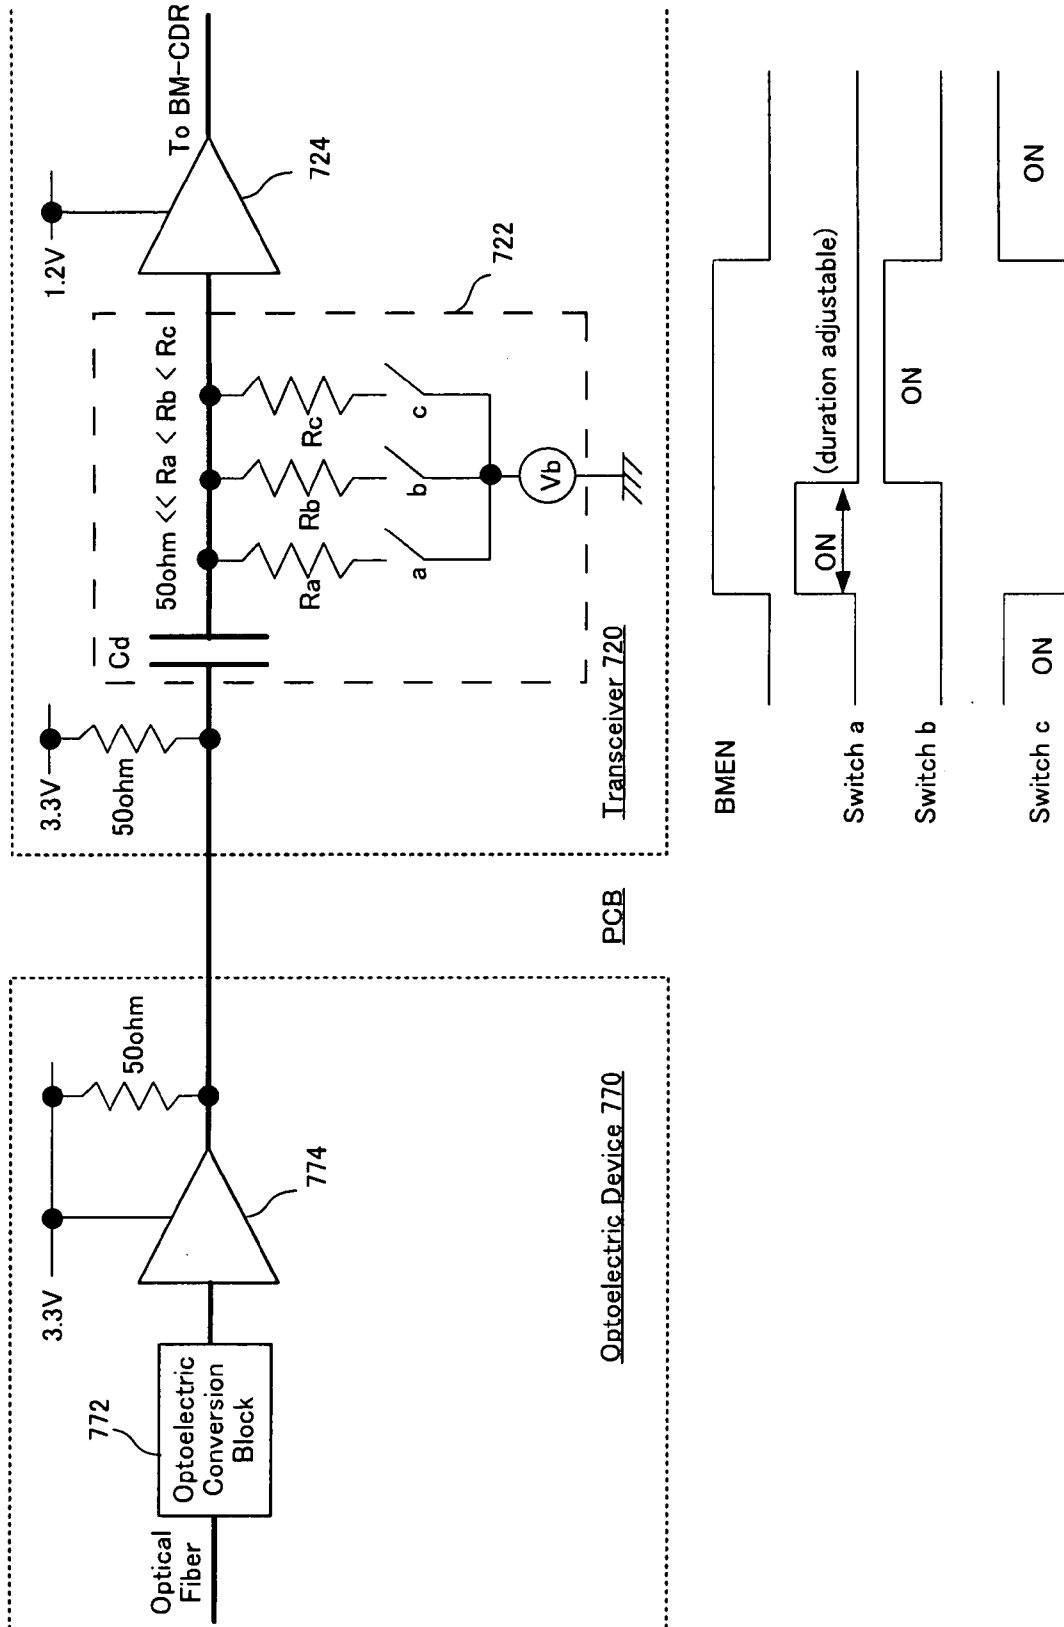 Optical
Fiber
772
Optoelectric
Conversion
Block
3.3V
774
50ohm
Optoelectric Device 770
PCB
3.3V
50ohm
Cd
50ohm << Ra < Rb < Rc
Ra
Rb
Rc
a
b
c
Vb
722
Transceiver 720
1.2V
724
To BM-CDR
BMEN
Switch a
ON
(duration adjustable)
Switch b
ON
Switch c
ON
ON